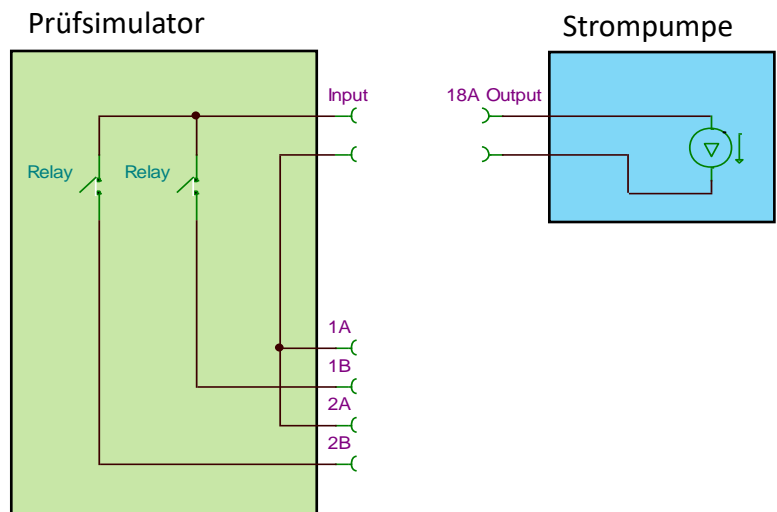 Prüfsimulator
Strompumpe
Input
18A Output
Relay
Relay
1A
1B
2A
2B